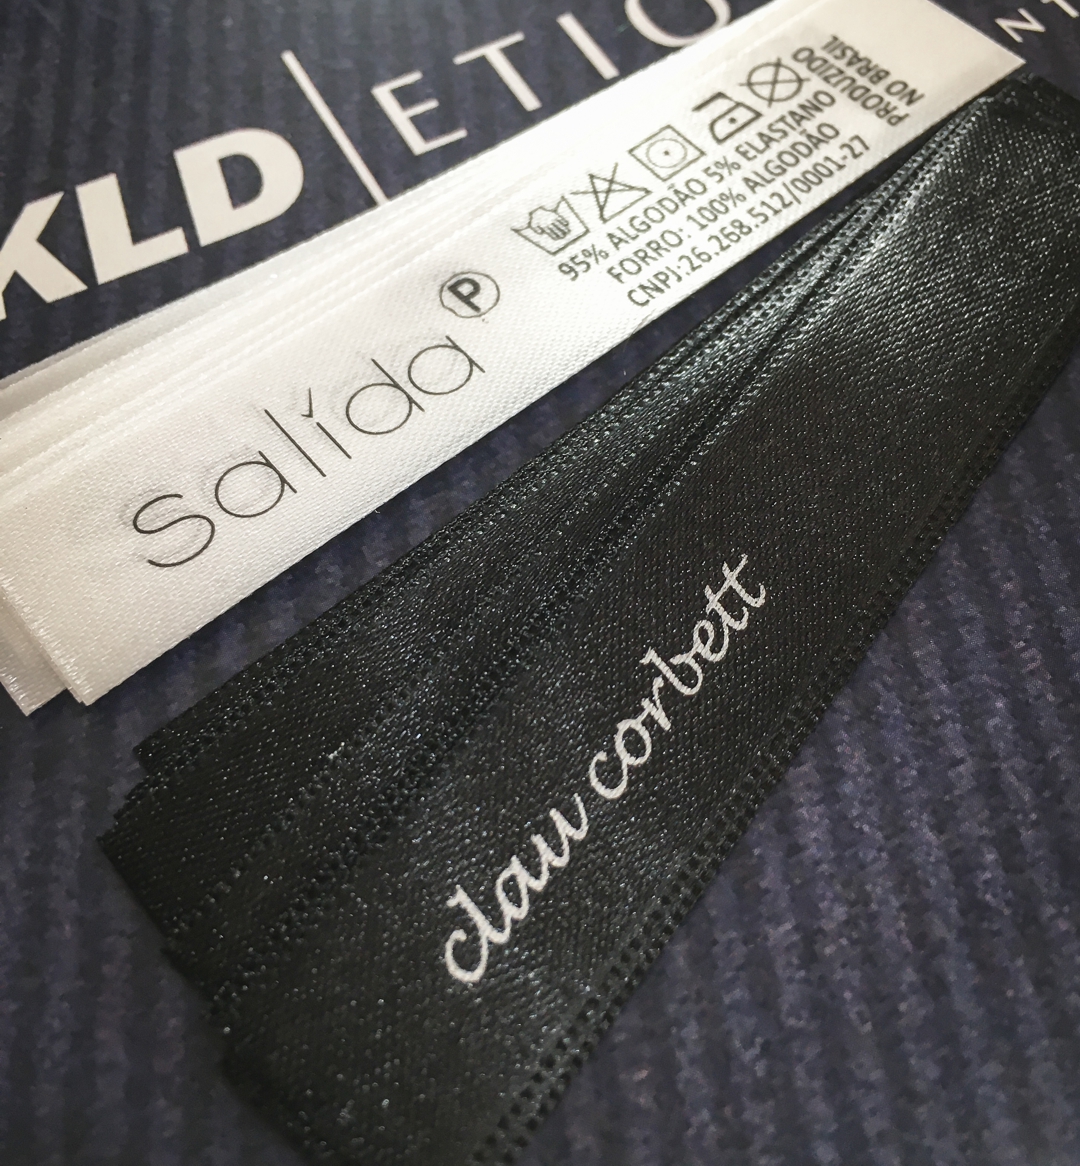 KLD | ETIQ
salída
P
95% ALGODÃO 5% ELASTANO
FORRO: 100% ALGODÃO
CNPJ:26.268.512/0001-27
PRODUZIDO
NO BRASIL
claw corbett